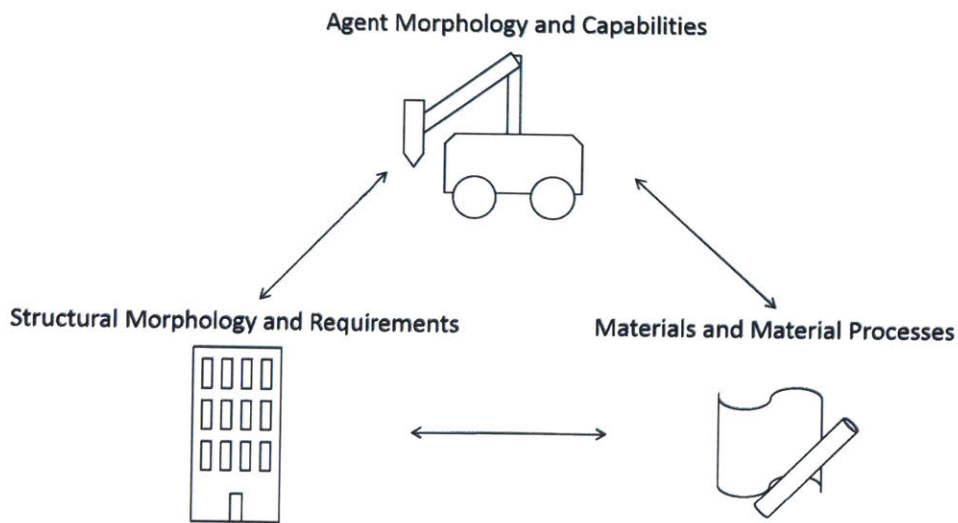 Agent Morphology and Capabilities
Structural Morphology and Requirements
Materials and Material Processes